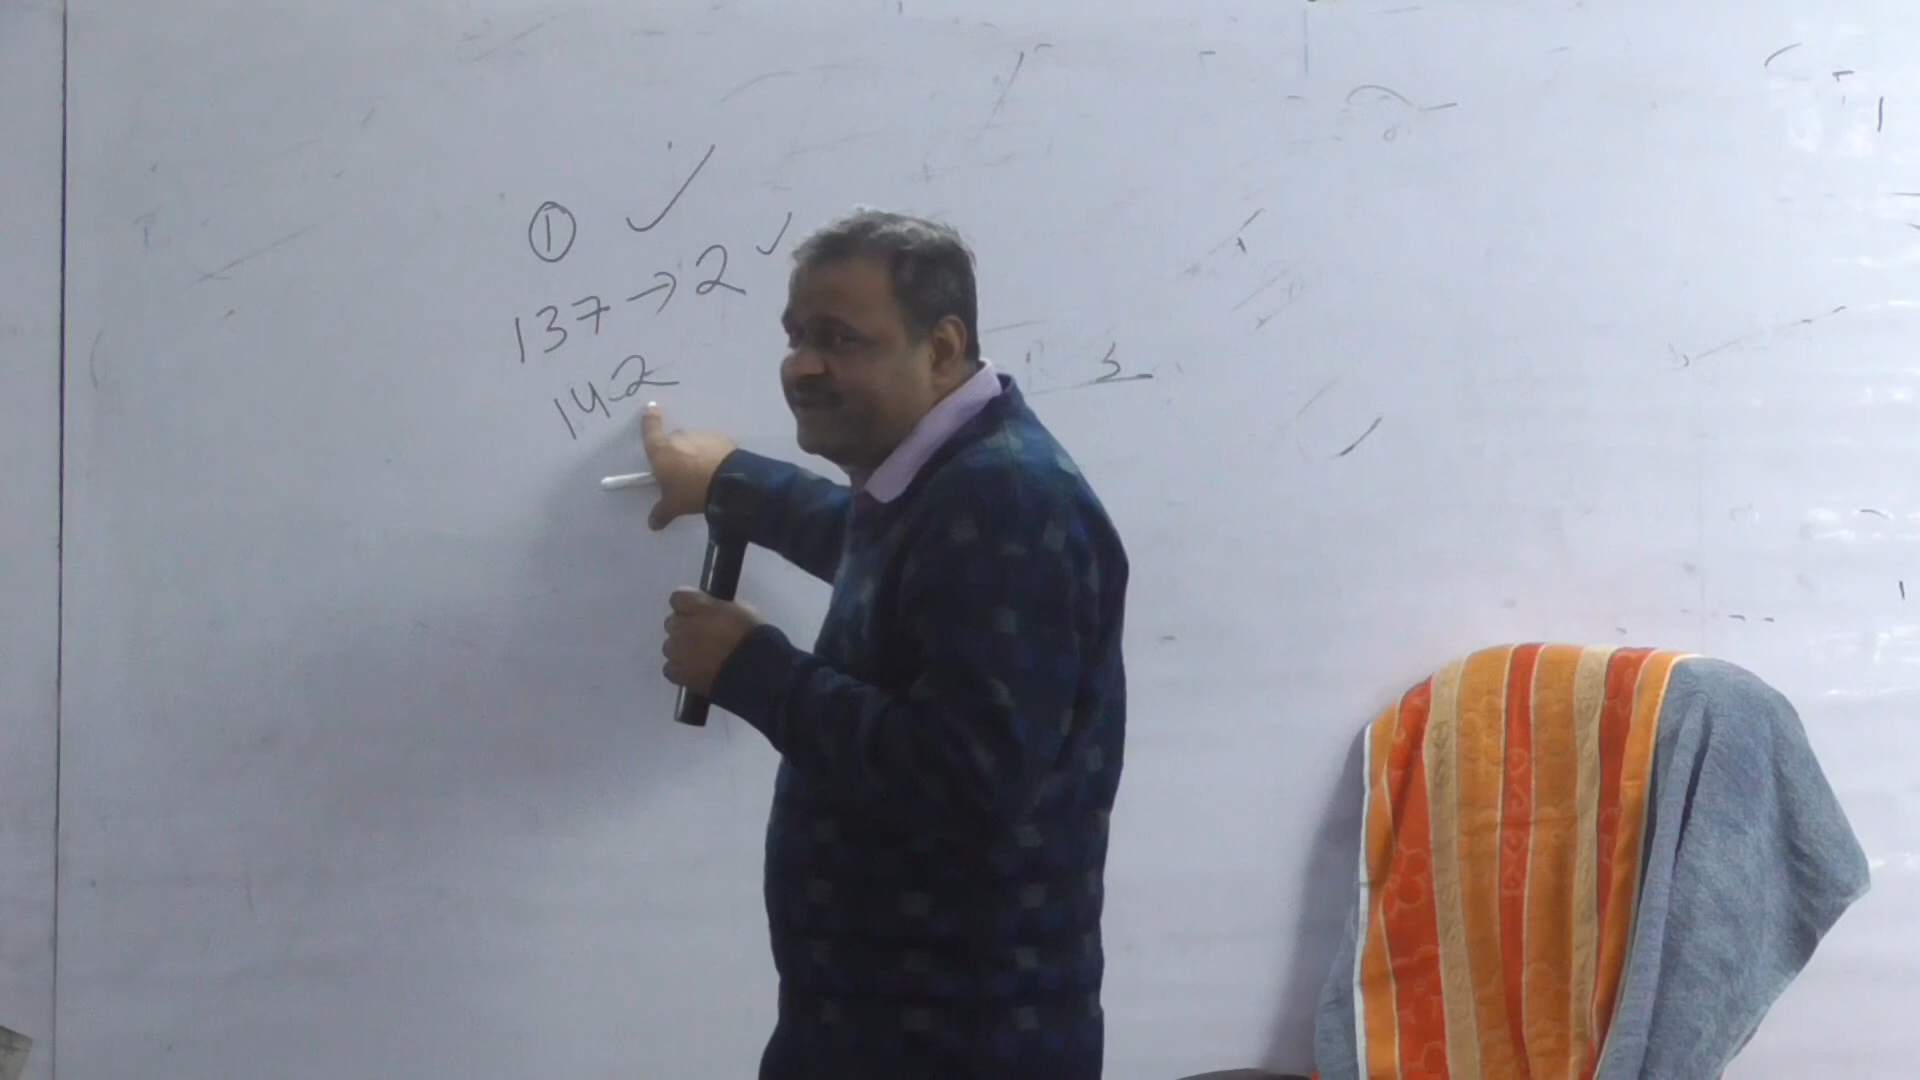 ① ✓
137 → 2 ✓
142